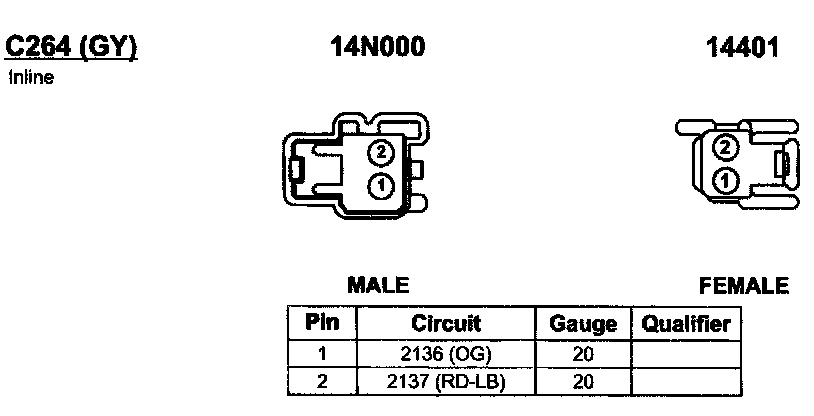 C264 (GY) 14N000 14401
Inline
2 2
1 1
MALE FEMALE
Pin Circuit Gauge Qualifier
1 2136 (OG) 20
2 2137 (RD-LB) 20